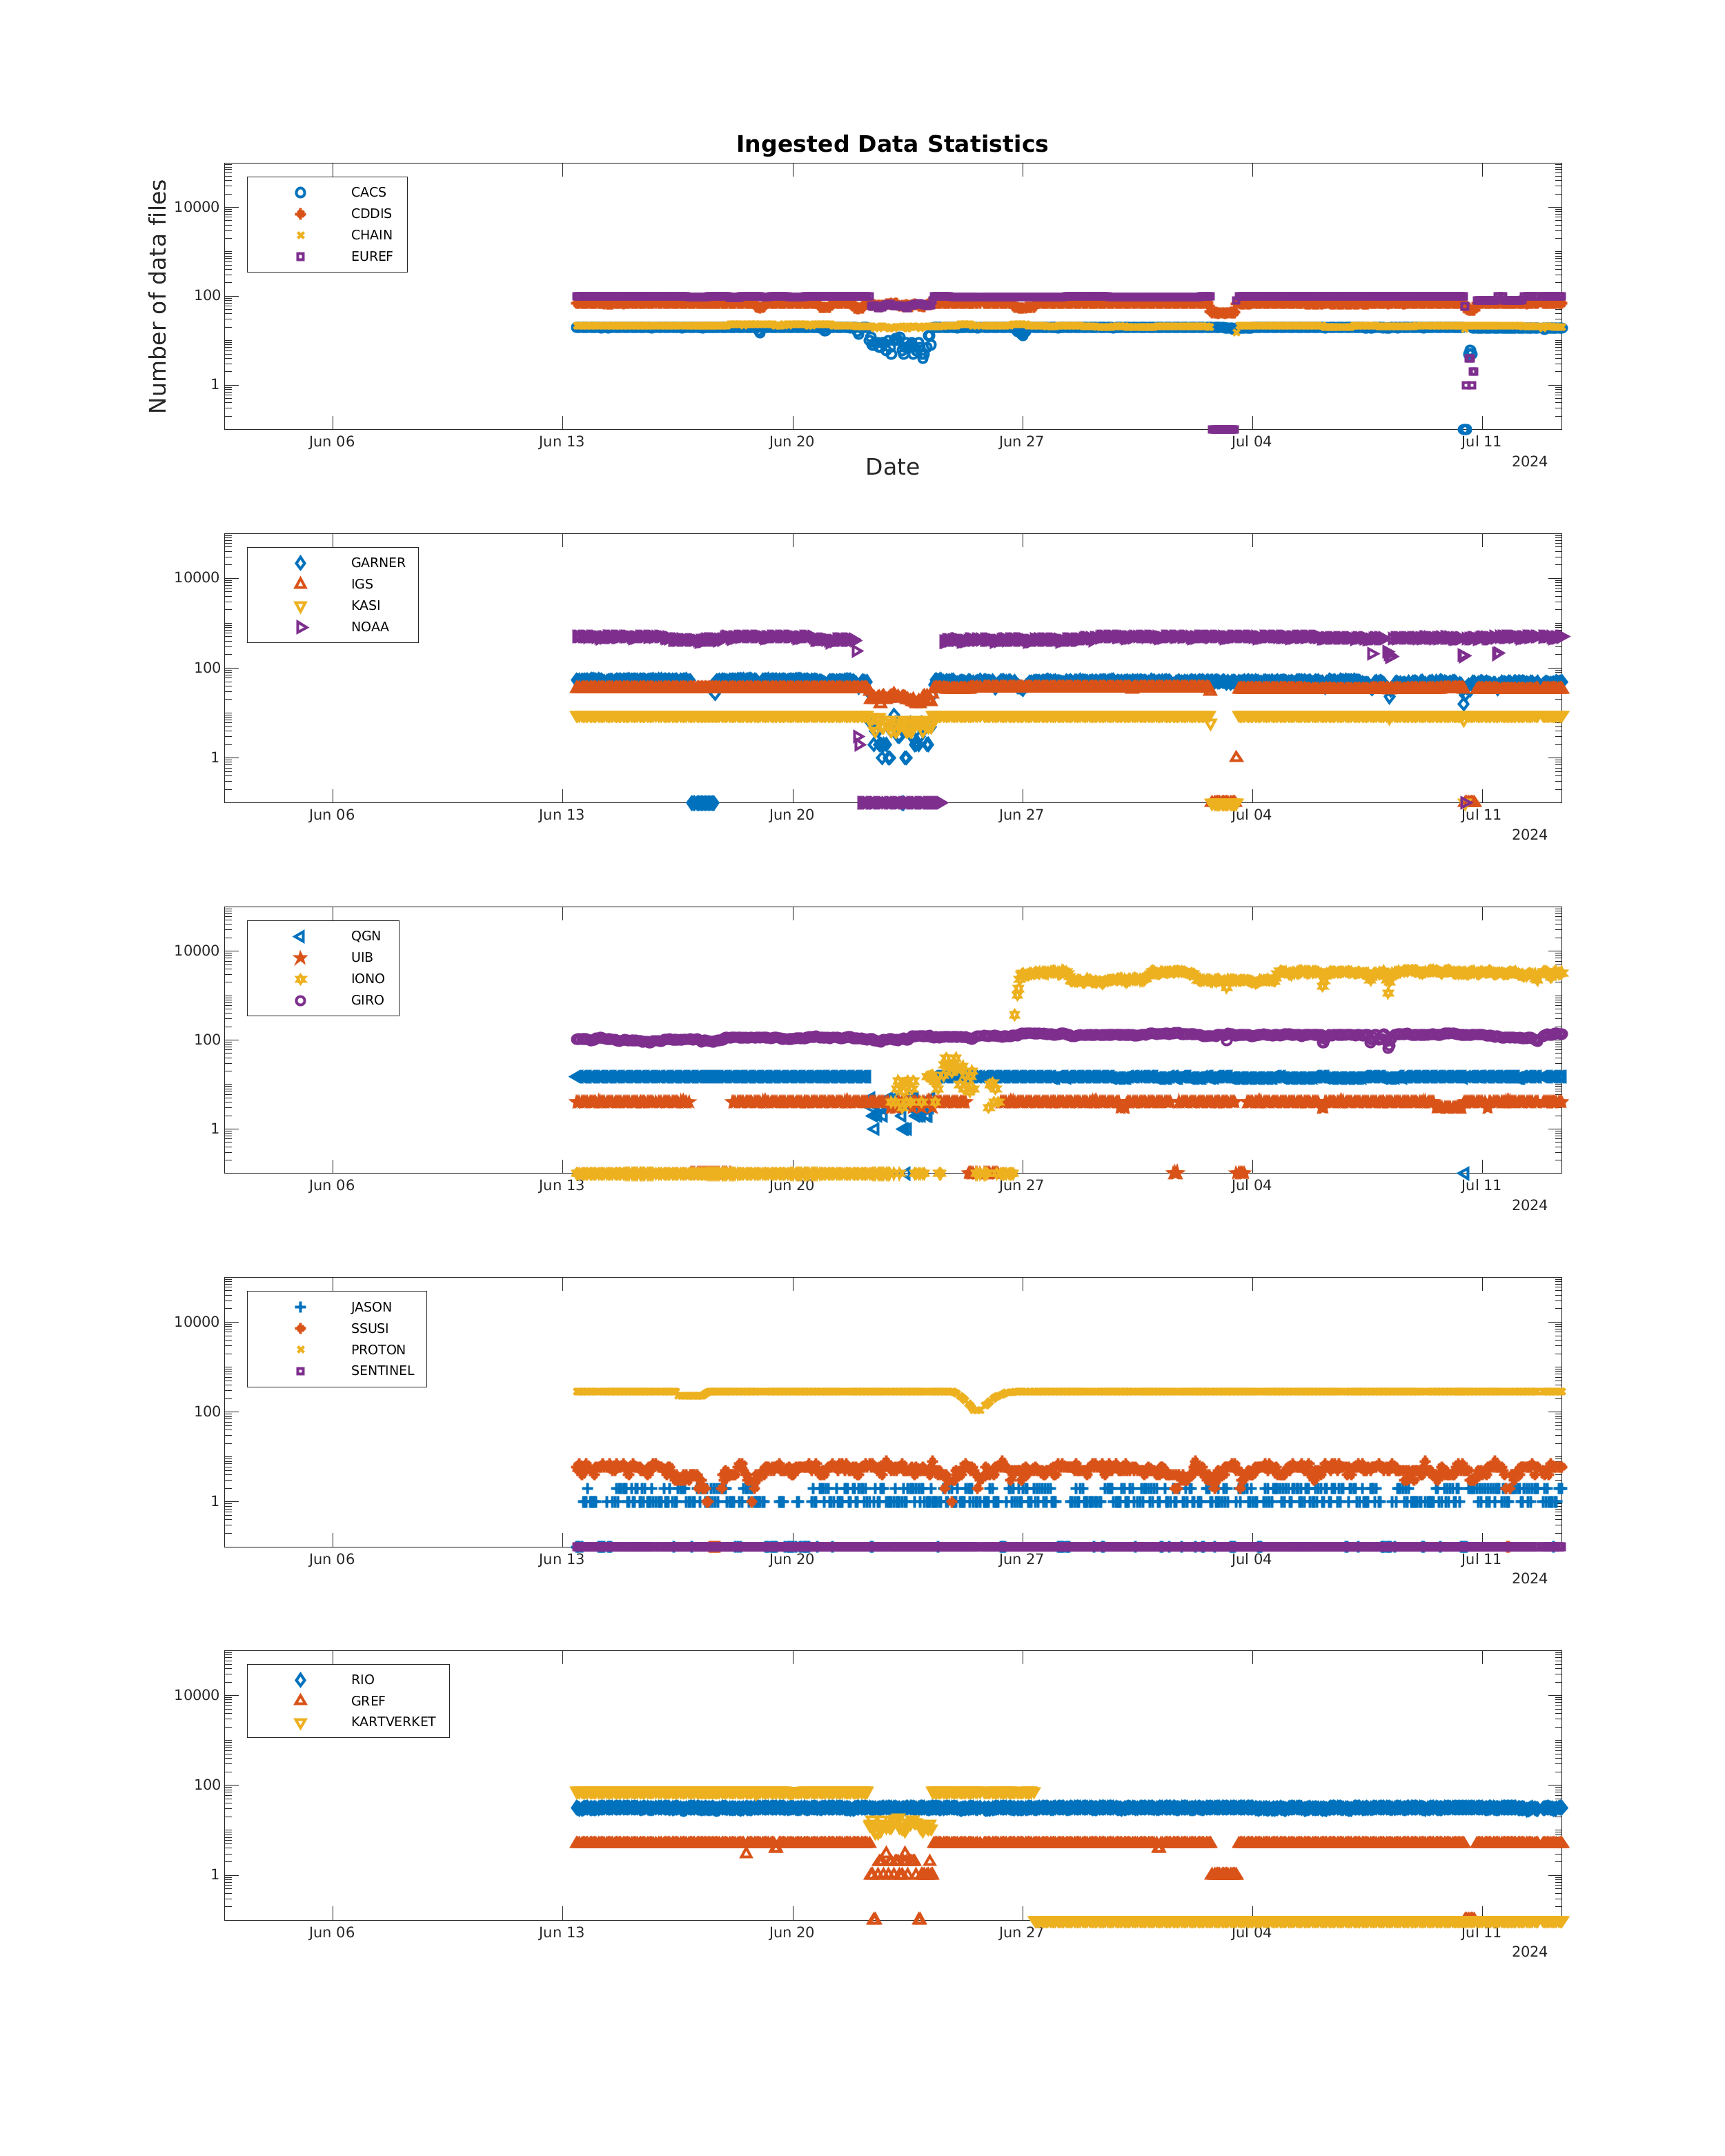 Ingested Data Statistics
Number of data files
10000
100
1
CACS
CDDIS
CHAIN
EUREF
Jun 06 Jun 13 Jun 20 Jun 27 Jul 04 Jul 11
2024
Date
10000
100
1
GARNER
IGS
KASI
NOAA
Jun 06 Jun 13 Jun 20 Jun 27 Jul 04 Jul 11
2024
10000
100
1
QGN
UIB
IONO
GIRO
Jun 06 Jun 13 Jun 20 Jun 27 Jul 04 Jul 11
2024
10000
100
1
JASON
SSUSI
PROTON
SENTINEL
Jun 06 Jun 13 Jun 20 Jun 27 Jul 04 Jul 11
2024
10000
100
1
RIO
GREF
KARTVERKET
Jun 06 Jun 13 Jun 20 Jun 27 Jul 04 Jul 11
2024